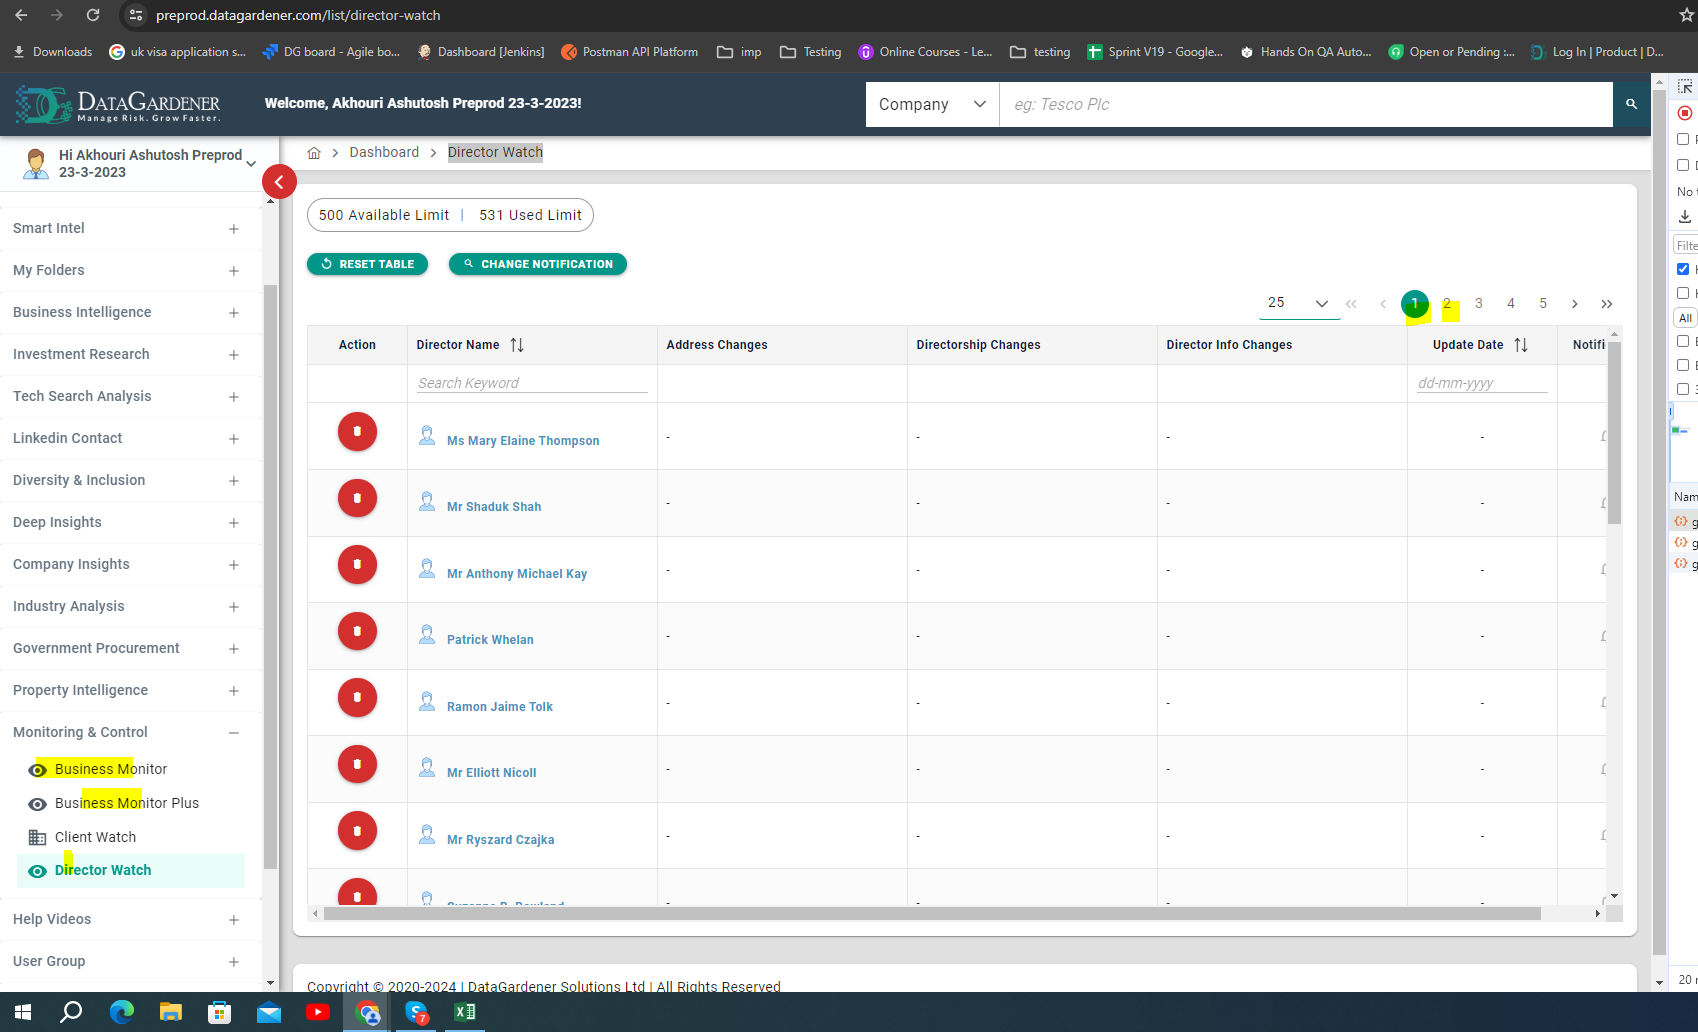 preprod.datagardener.com/list/director-watch
Downloads
uk visa application s...
DG board - Agile bo...
Dashboard [Jenkins]
Postman API Platform
imp
Testing
Online Courses - Le...
testing
Sprint V19 - Google...
Hands On QA Auto...
Open or Pending :...
Log In | Product | D...
DATAGARDENER
Manage Risk. Grow Faster.
Welcome, Akhouri Ashutosh Preprod 23-3-2023!
Company
eg: Tesco Plc
Hi Akhouri Ashutosh Preprod
23-3-2023
Dashboard
Director Watch
500 Available Limit | 531 Used Limit
RESET TABLE
CHANGE NOTIFICATION
25
1 2 3 4 5
Action
Director Name
Address Changes
Directorship Changes
Director Info Changes
Update Date
Notifi
Search Keyword
dd-mm-yyyy
Ms Mary Elaine Thompson - - - -
Mr Shaduk Shah - - - -
Mr Anthony Michael Kay - - - -
Patrick Whelan - - - -
Ramon Jaime Tolk - - - -
Mr Elliott Nicoll - - - -
Mr Ryszard Czajka - - - -
Smart Intel
My Folders
Business Intelligence
Investment Research
Tech Search Analysis
Linkedin Contact
Diversity & Inclusion
Deep Insights
Company Insights
Industry Analysis
Government Procurement
Property Intelligence
Monitoring & Control
Business Monitor
Business Monitor Plus
Client Watch
Director Watch
Help Videos
User Group
Copyright © 2020-2024 | DataGardener Solutions Ltd | All Rights Reserved
No t
Filte
All
Nam
g
g
g
20 r
7